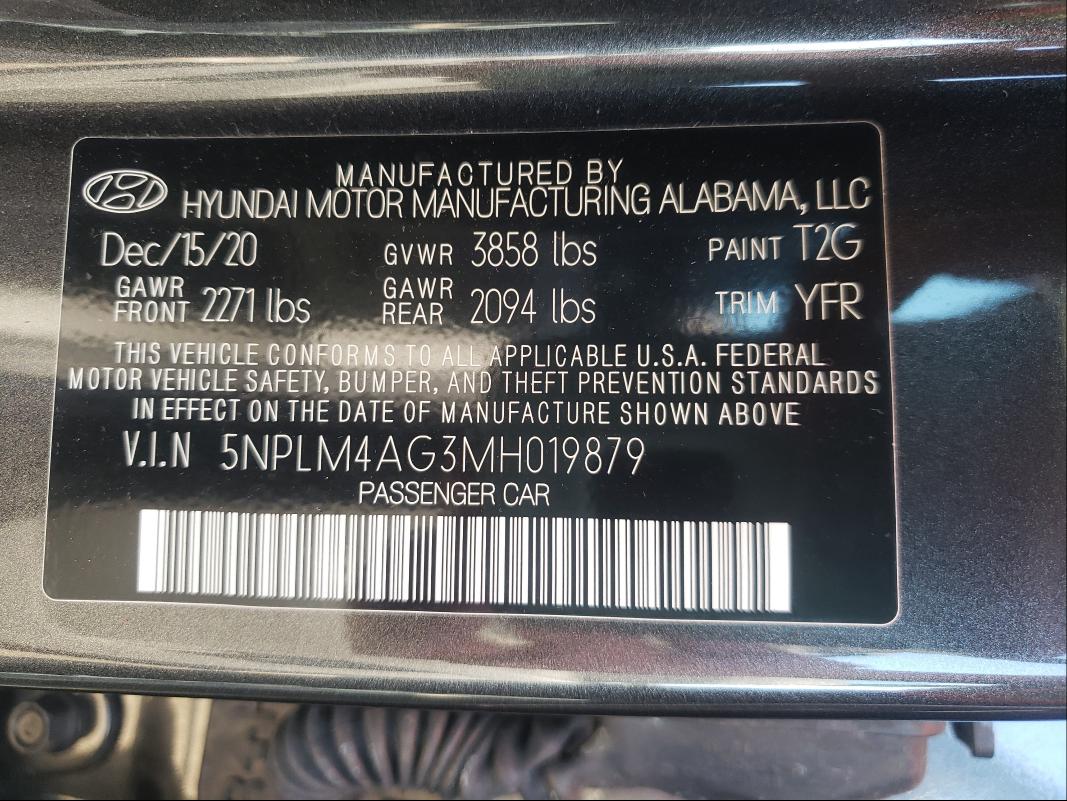 MANUFACTURED BY
HYUNDAI MOTOR MANUFACTURING ALABAMA, LLC
Dec/15/20 GVWR 3858 lbs PAINT T2G
GAWR FRONT 2271 lbs GAWR REAR 2094 lbs TRIM YFR
THIS VEHICLE CONFORMS TO ALL APPLICABLE U.S.A. FEDERAL
MOTOR VEHICLE SAFETY, BUMPER, AND THEFT PREVENTION STANDARDS
IN EFFECT ON THE DATE OF MANUFACTURE SHOWN ABOVE
V.I.N 5NPLM4AG3MH019879
PASSENGER CAR